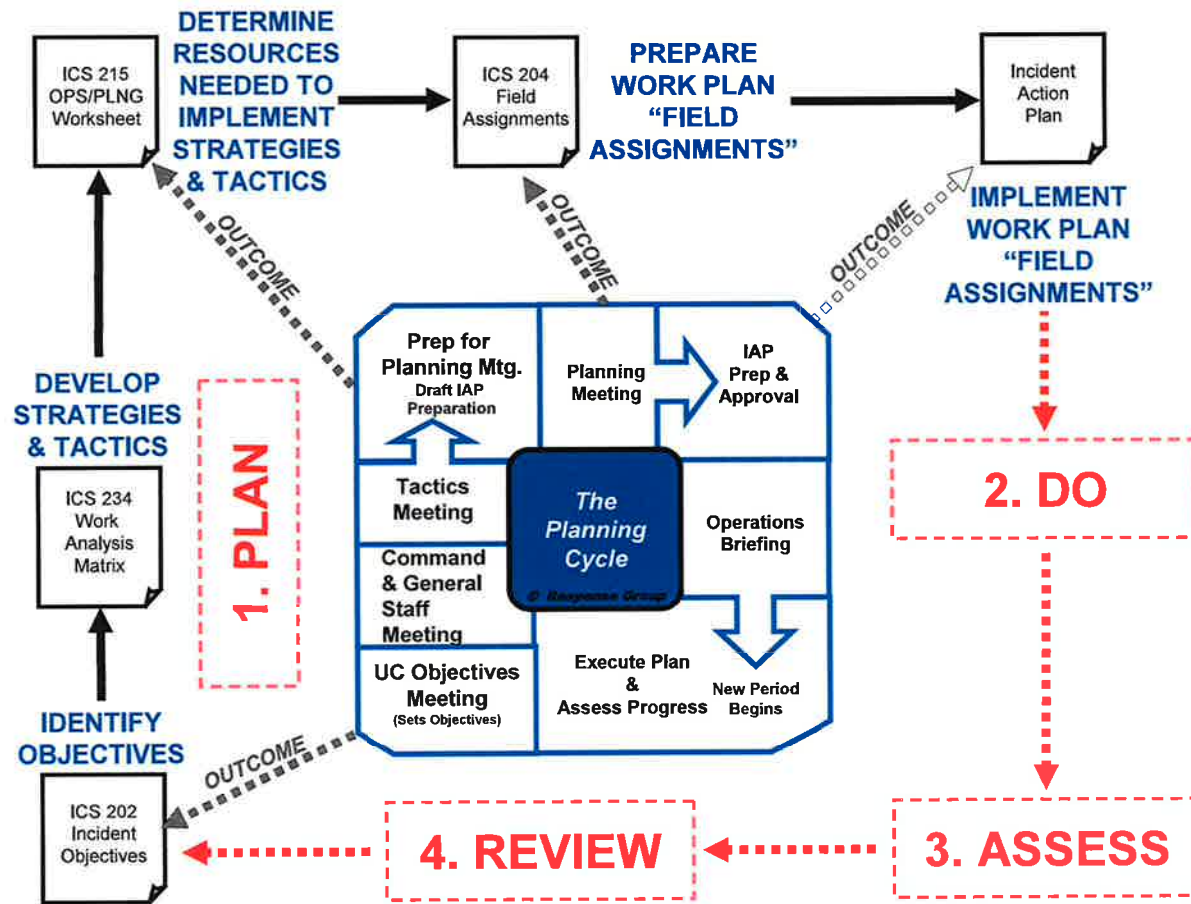 DETERMINE
RESOURCES
NEEDED TO
IMPLEMENT
STRATEGIES
& TACTICS
ICS 215
OPS/PLNG
Worksheet
ICS 204
Field
Assignments
PREPARE
WORK PLAN
“FIELD
ASSIGNMENTS”
Incident
Action
Plan
IMPLEMENT
WORK PLAN
“FIELD
ASSIGNMENTS”
OUTCOME
OUTCOME
OUTCOME
DEVELOP
STRATEGIES
& TACTICS
ICS 234
Work
Analysis
Matrix
1. PLAN
IDENTIFY
OBJECTIVES
ICS 202
Incident
Objectives
OUTCOME
Prep for
Planning Mtg.
Draft IAP
Preparation
Planning
Meeting
IAP
Prep &
Approval
Tactics
Meeting
The
Planning
Cycle
© Response Group
Operations
Briefing
Command
& General
Staff
Meeting
UC Objectives
Meeting
(Sets Objectives)
Execute Plan
&
Assess Progress
New Period
Begins
2. DO
3. ASSESS
4. REVIEW